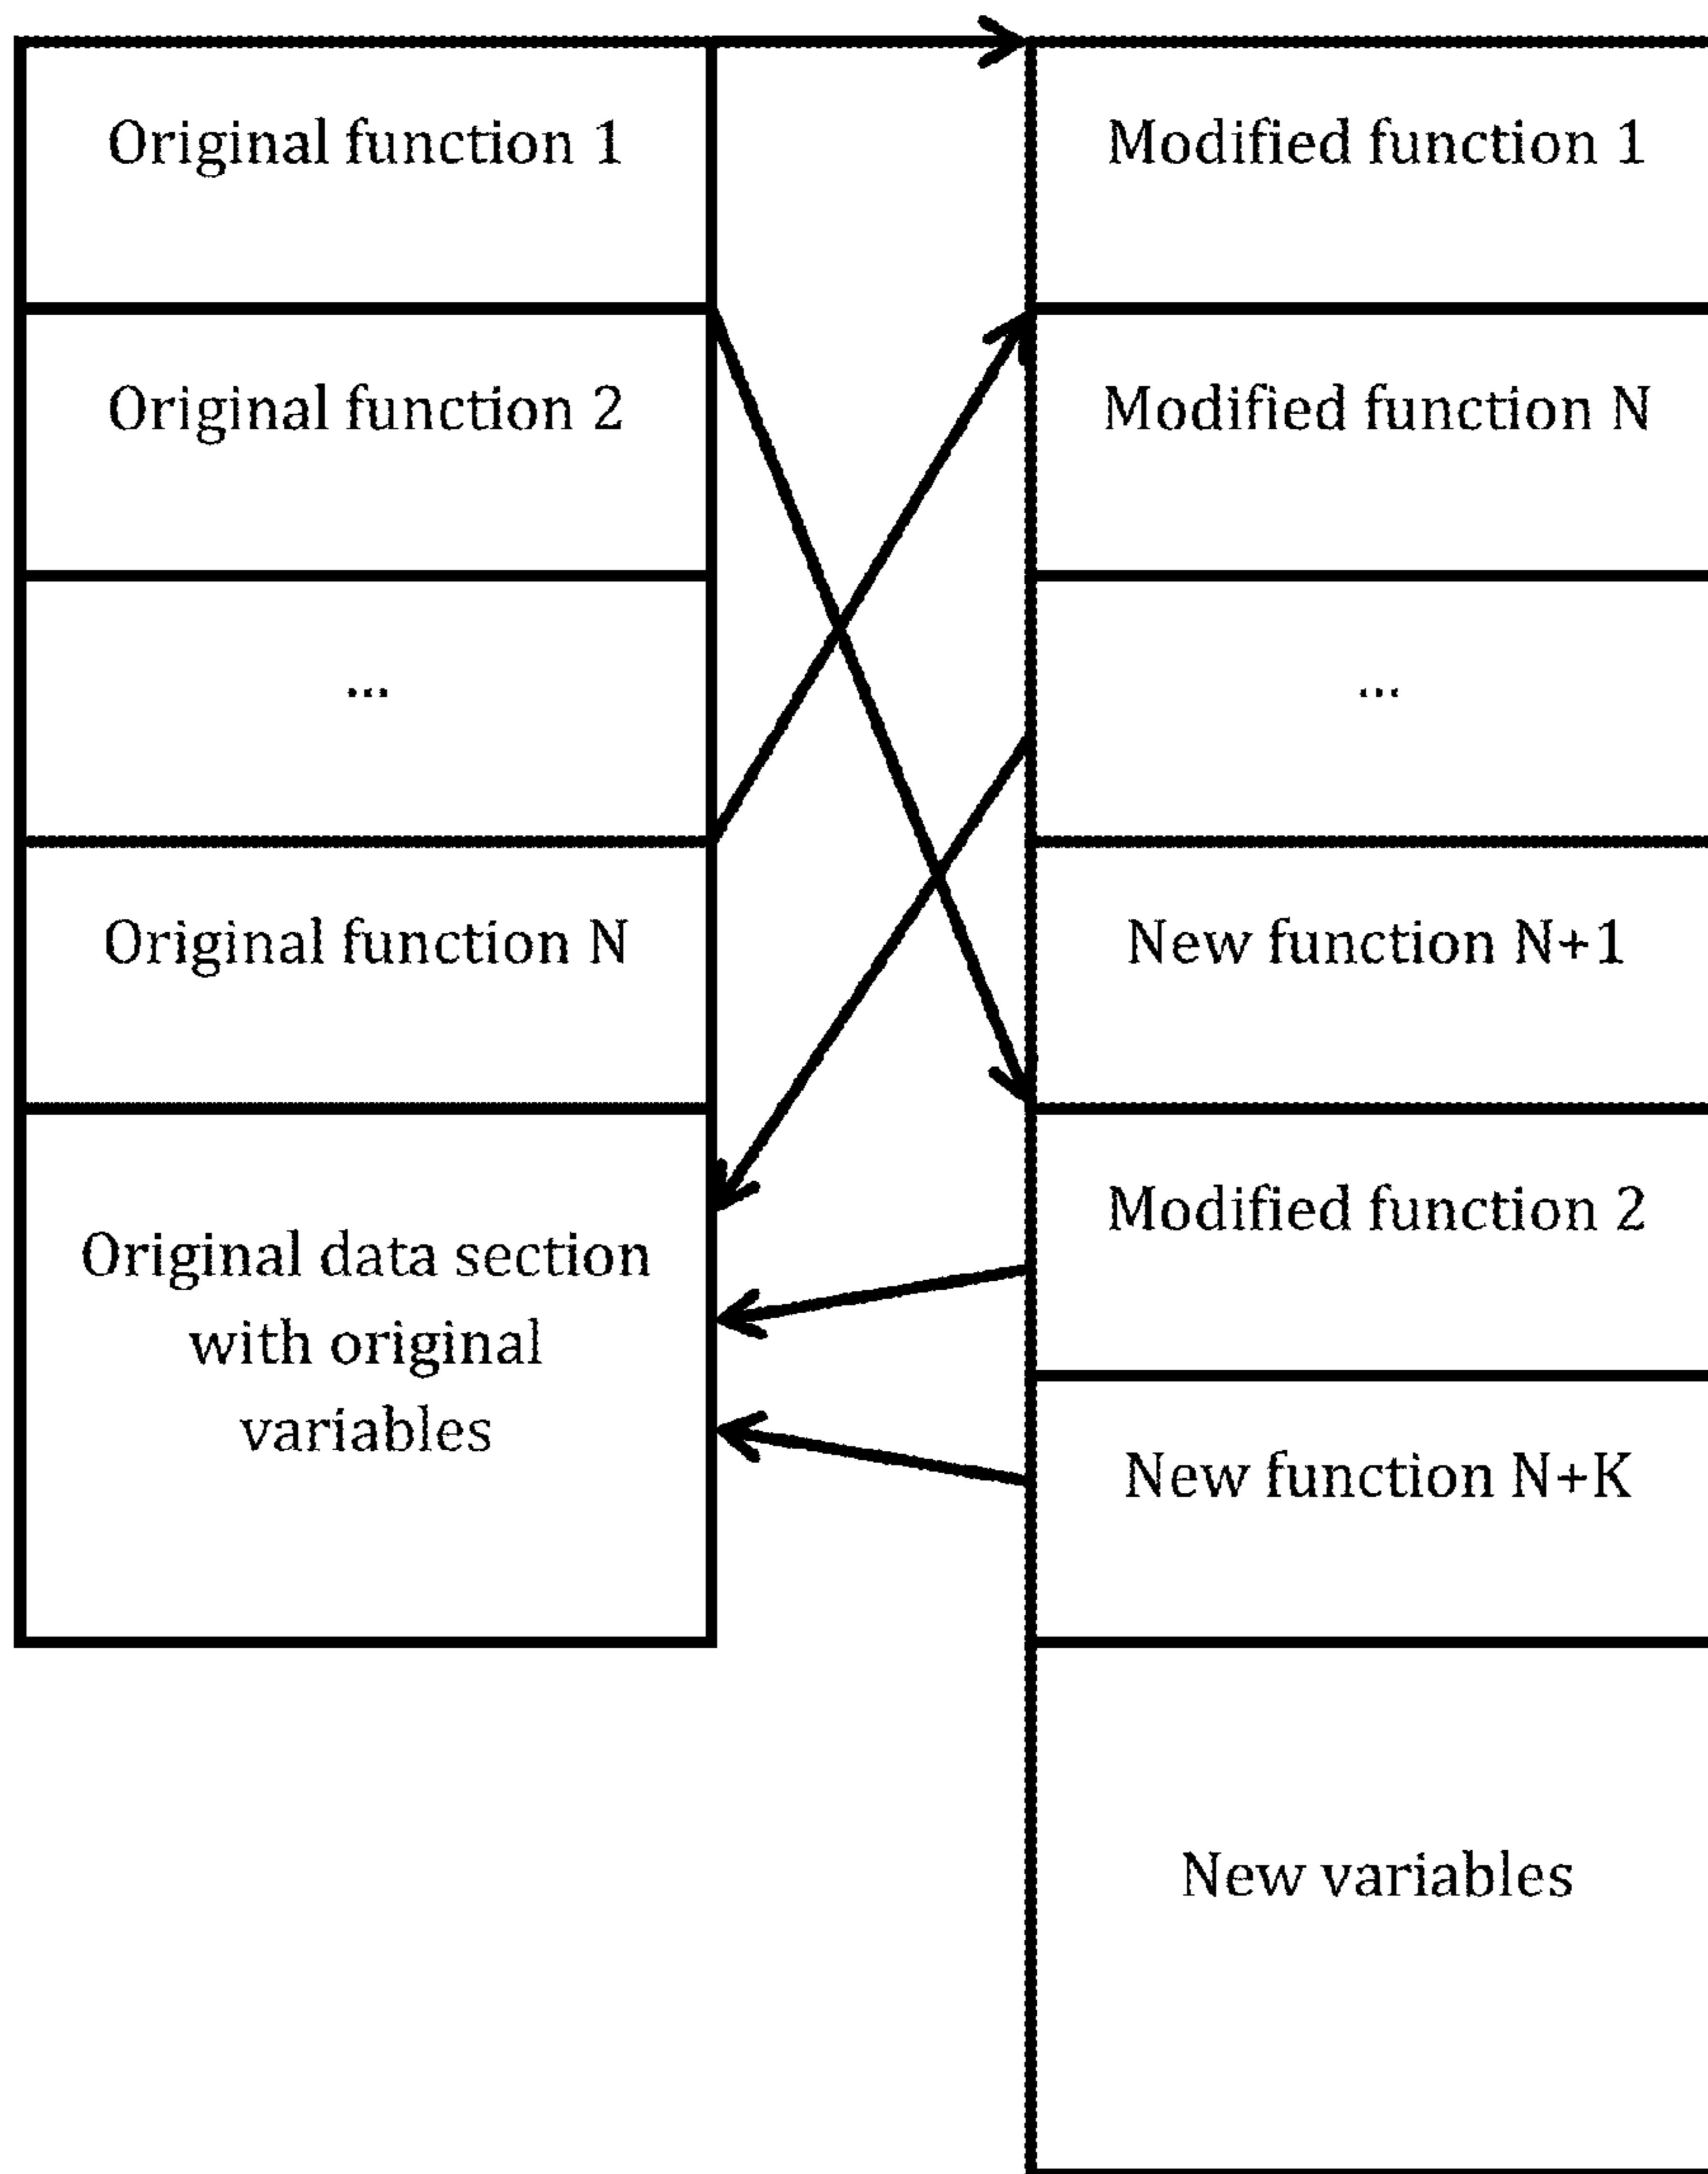 Original function 1
Original function 2
...
Original function N
Original data section
with original
variables
Modified function 1
Modified function N
...
New function N+1
Modified function 2
New function N+K
New variables